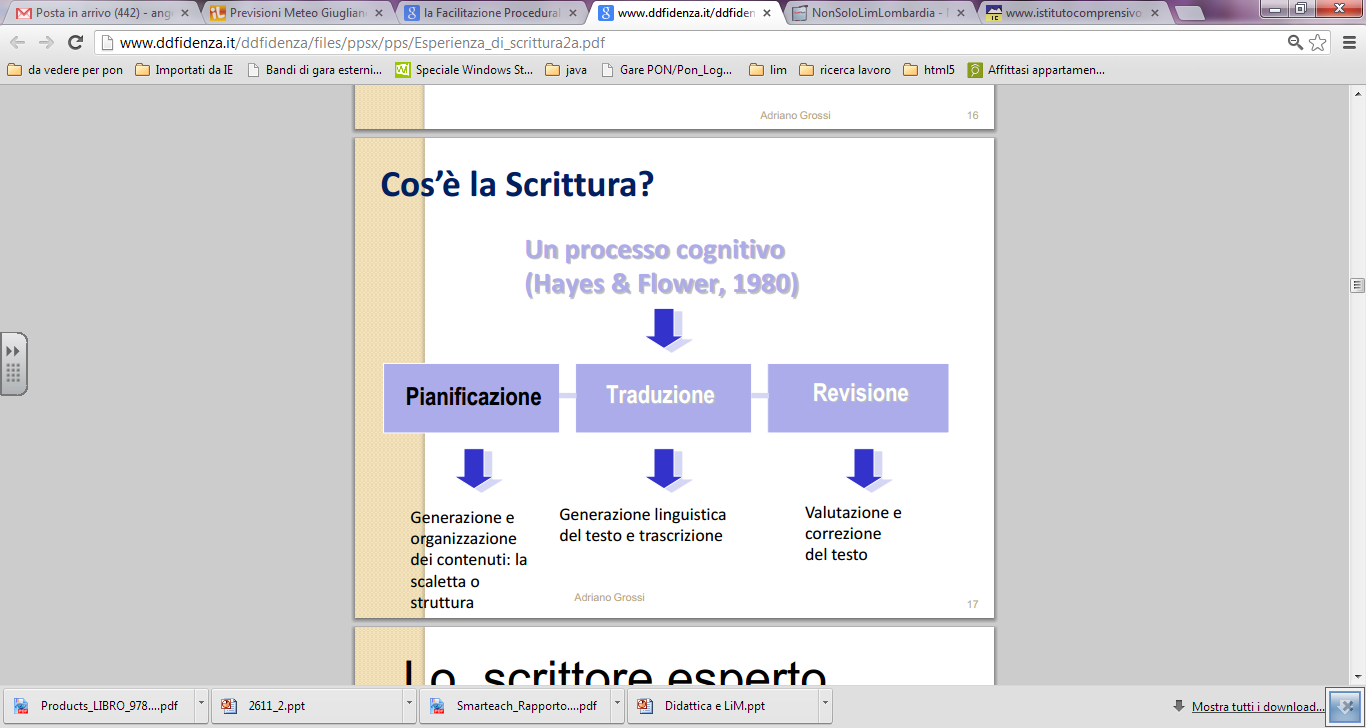 Posta in arrivo (442) - ang
Previsioni Meteo Giuglian
la Facilitazione Procedural
www.ddfidenza.it/ddfiden
NonSoloLimLombardia -
www.istitutocomprensivo
www.ddfidenza.it/ddfidenza/files/ppsx/pps/Esperienza_di_scrittura2a.pdf
da vedere per pon
Importati da IE
Bandi di gara esterni...
Speciale Windows St...
java
Gare PON/Pon_Log...
lim
ricerca lavoro
html5
Affittasi appartamen...
Adriano Grossi
16
Cos'è la Scrittura?
Un processo cognitivo
(Hayes & Flower, 1980)
Pianificazione
Traduzione
Revisione
Generazione e
organizzazione
dei contenuti: la
scaletta o
struttura
Generazione linguistica
del testo e trascrizione
Valutazione e
correzione
del testo
Adriano Grossi
17
Lo scrittore esperto
Products_LIBRO_978....pdf
2611_2.ppt
Smarteach_Rapporto....pdf
Didattica e LiM.ppt
Mostra tutti i download...